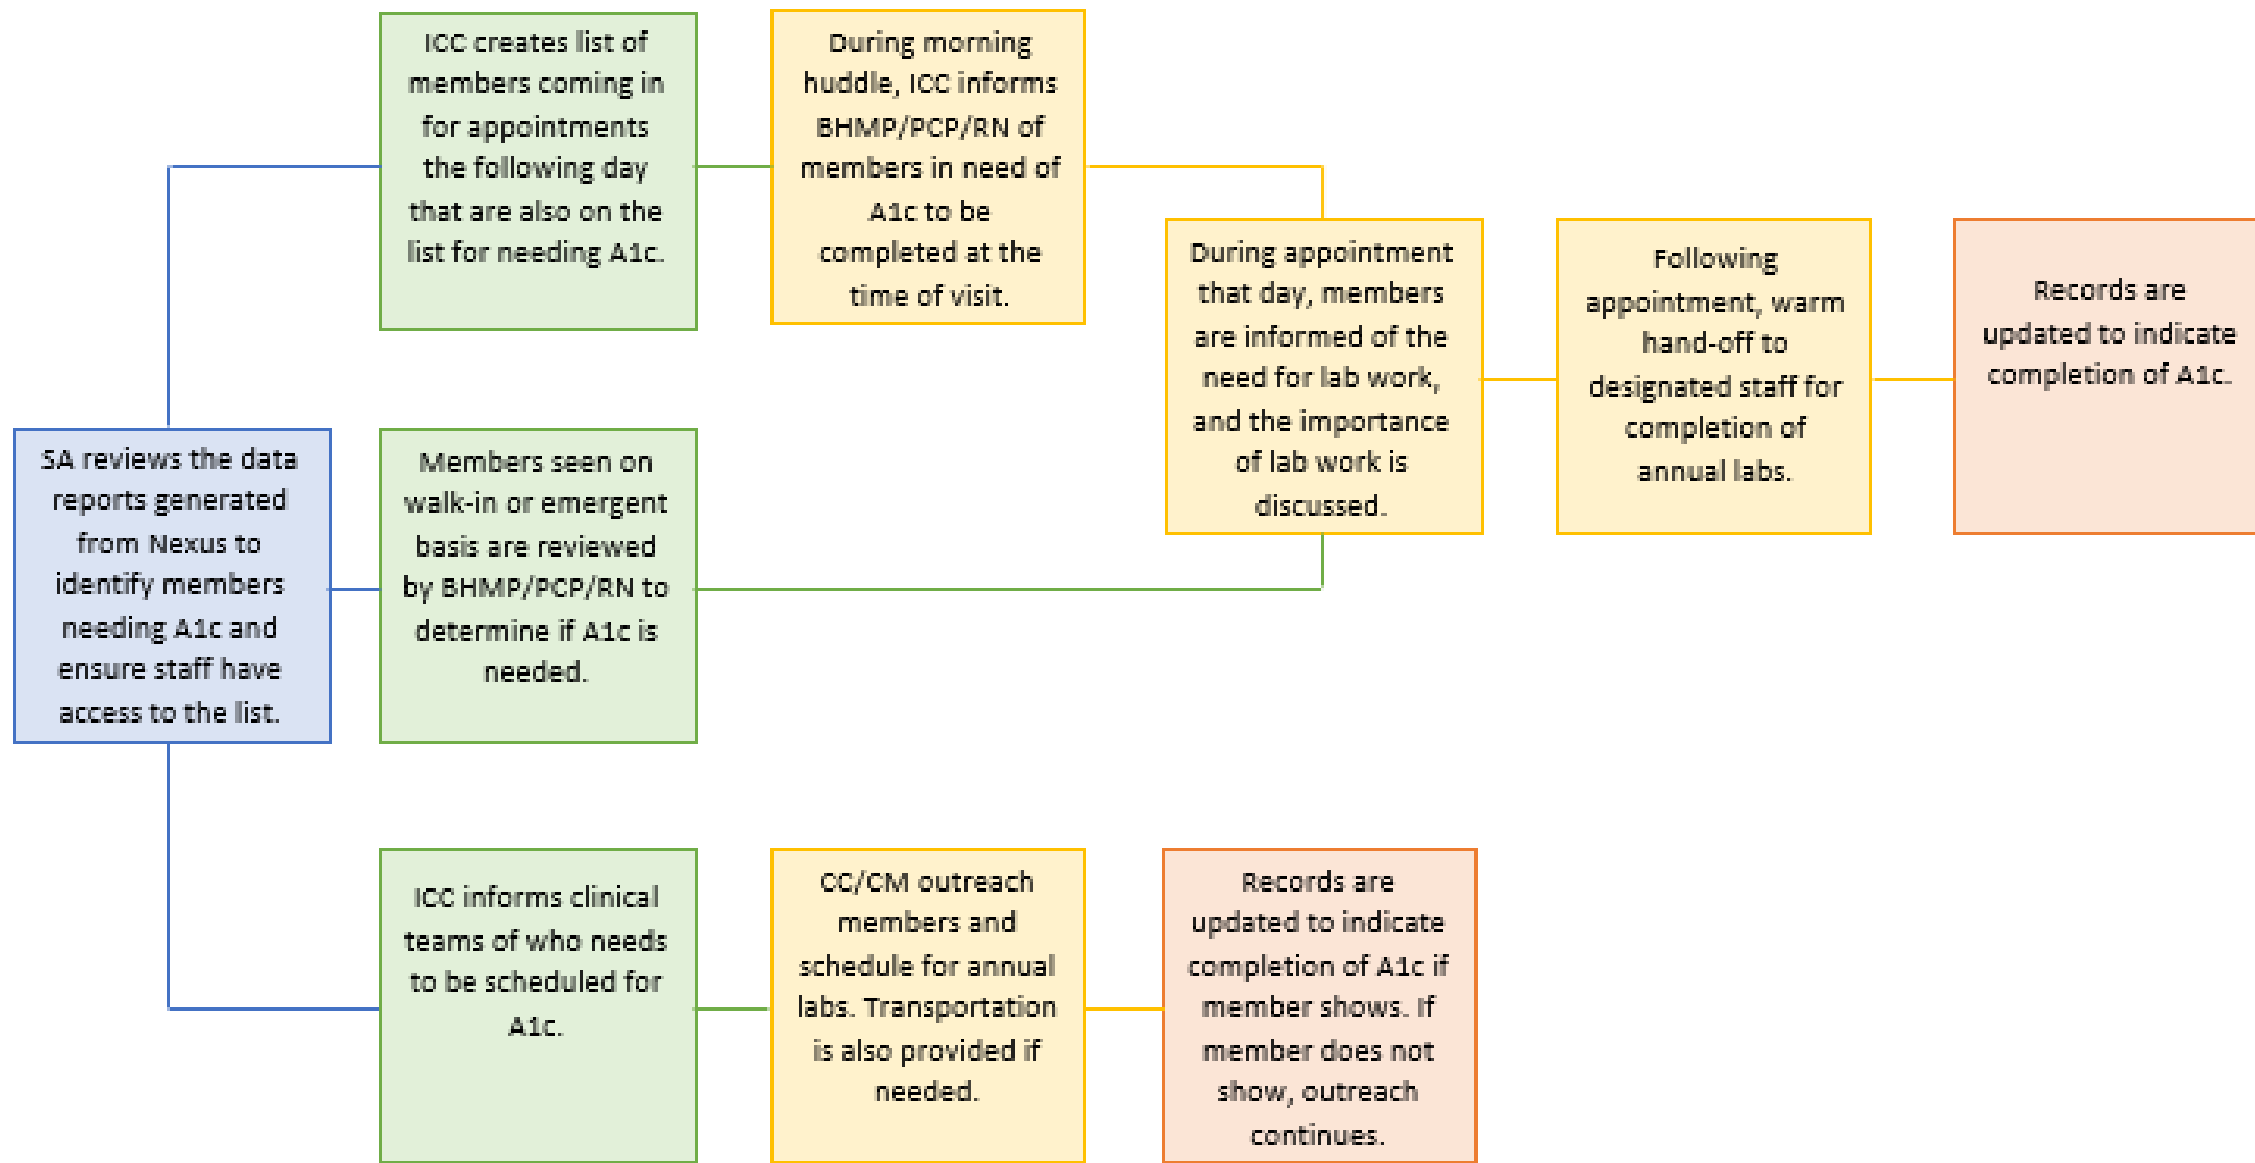 ICC creates list of
members coming in
for appointments
the following day
that are also on the
list for needing A1c.
During morning
huddle, ICC informs
BHMP/PCP/RN of
members in need of
A1c to be
completed at the
time of visit.
During appointment
that day, members
are informed of the
need for lab work,
and the importance
of lab work is
discussed.
Following
appointment, warm
hand-off to
designated staff for
completion of
annual labs.
Records are
updated to indicate
completion of A1c.
SA reviews the data
reports generated
from Nexus to
identify members
needing A1c and
ensure staff have
access to the list.
Members seen on
walk-in or emergent
basis are reviewed
by BHMP/PCP/RN to
determine if A1c is
needed.
ICC informs clinical
teams of who needs
to be scheduled for
A1c.
CC/CM outreach
members and
schedule for annual
labs. Transportation
is also provided if
needed.
Records are
updated to indicate
completion of A1c if
member shows. If
member does not
show, outreach
continues.